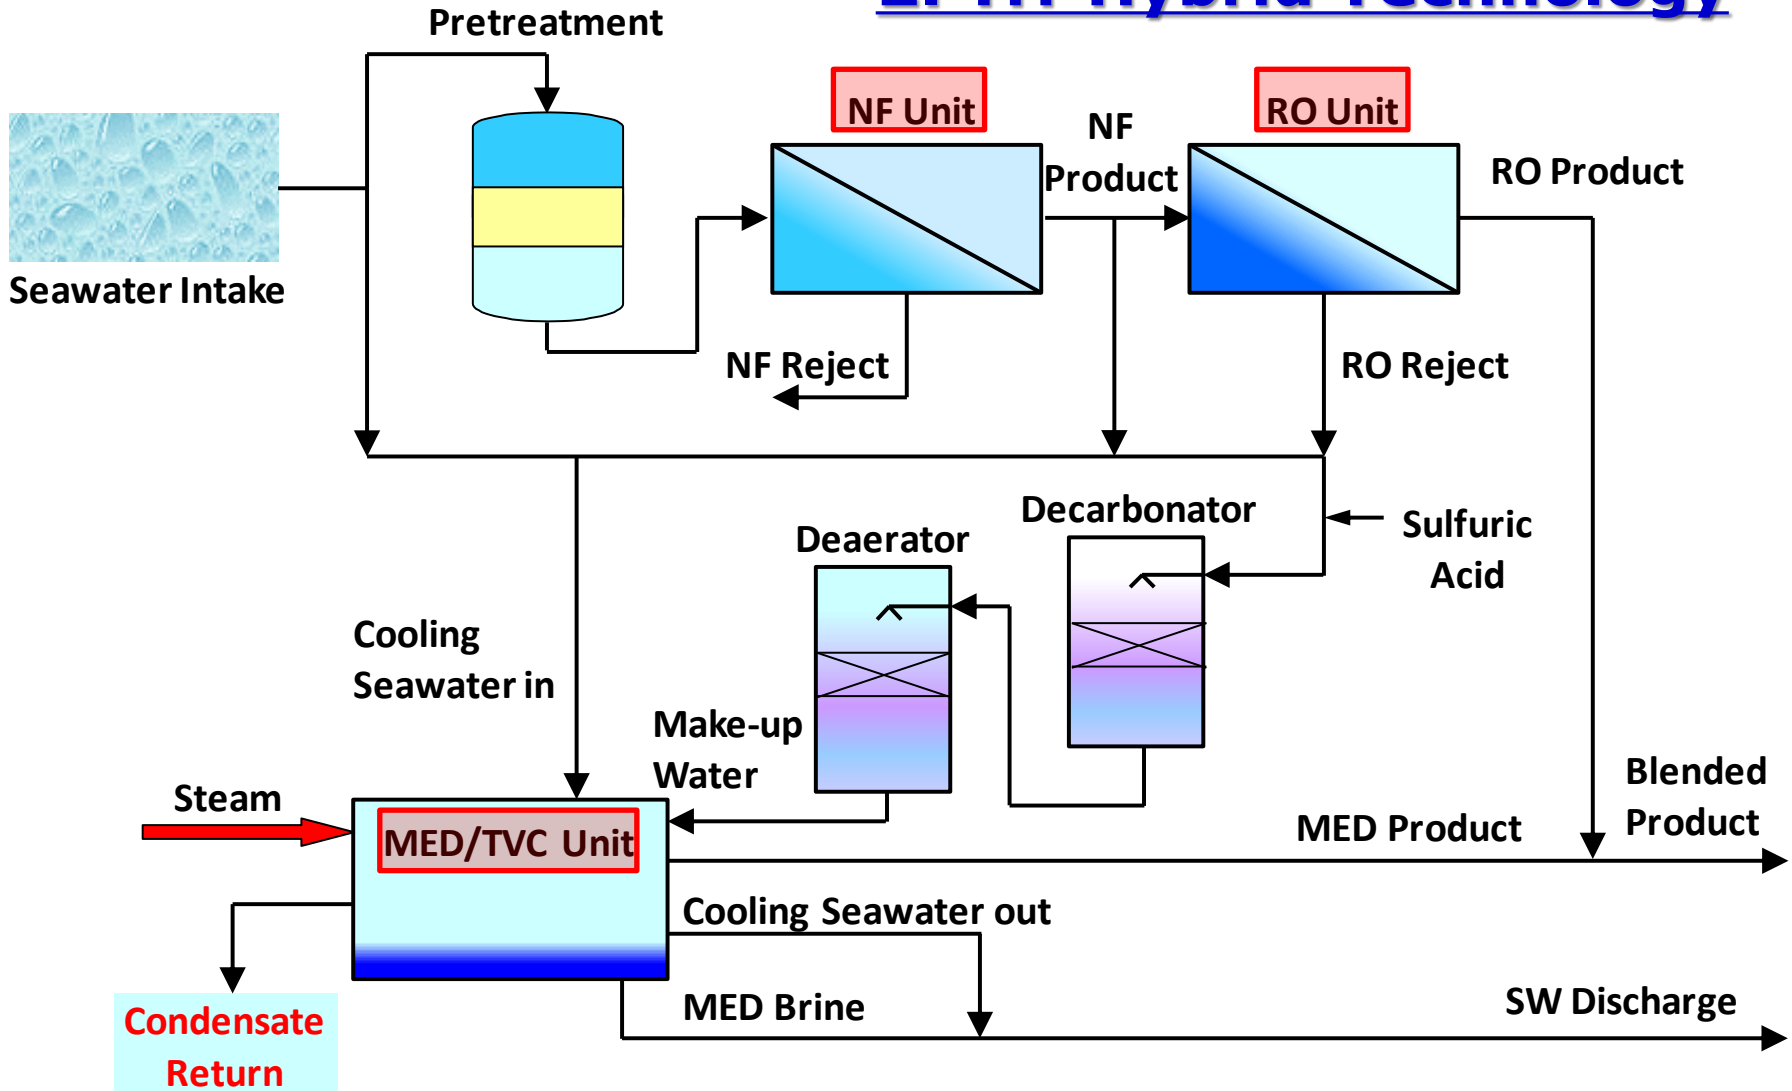 Hybrid Technology
Pretreatment
NF Unit
RO Unit
NF
Product
RO Product
Seawater Intake
NF Reject
RO Reject
Decarbonator
Deaerator
Sulfuric
Acid
Cooling
Seawater in
Make-up
Water
Steam
MED/TVC Unit
MED Product
Blended
Product
Cooling Seawater out
MED Brine
SW Discharge
Condensate
Return